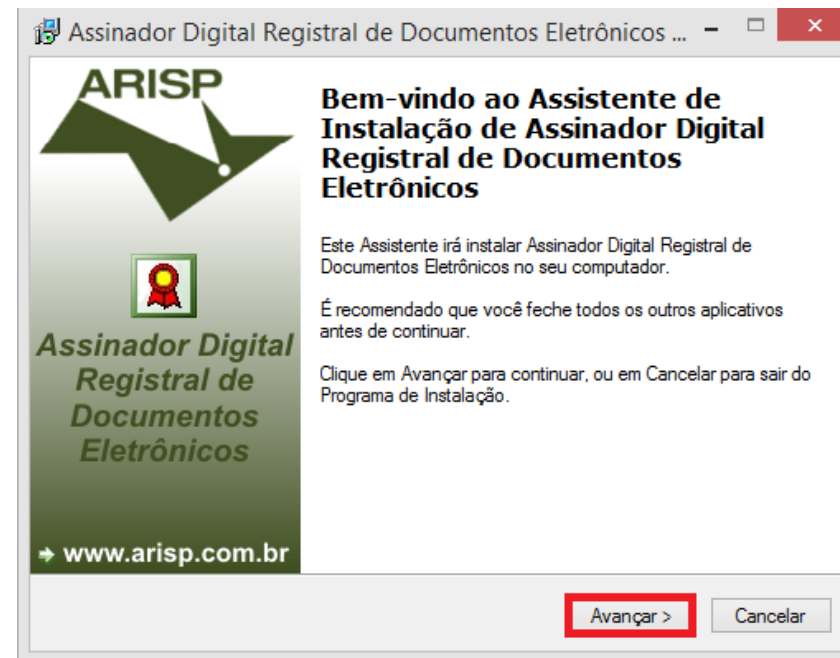 Assinador Digital Registral de Documentos Eletrônicos ...
ARISP
Bem-vindo ao Assistente de
Instalação de Assinador Digital
Registral de Documentos
Eletrônicos
Este Assistente irá instalar Assinador Digital Registral de
Documentos Eletrônicos no seu computador.
É recomendado que você feche todos os outros aplicativos
antes de continuar.
Clique em Avançar para continuar, ou em Cancelar para sair do
Programa de Instalação.
Assinador Digital
Registral de
Documentos
Eletrônicos
www.arisp.com.br
Avançar >
Cancelar